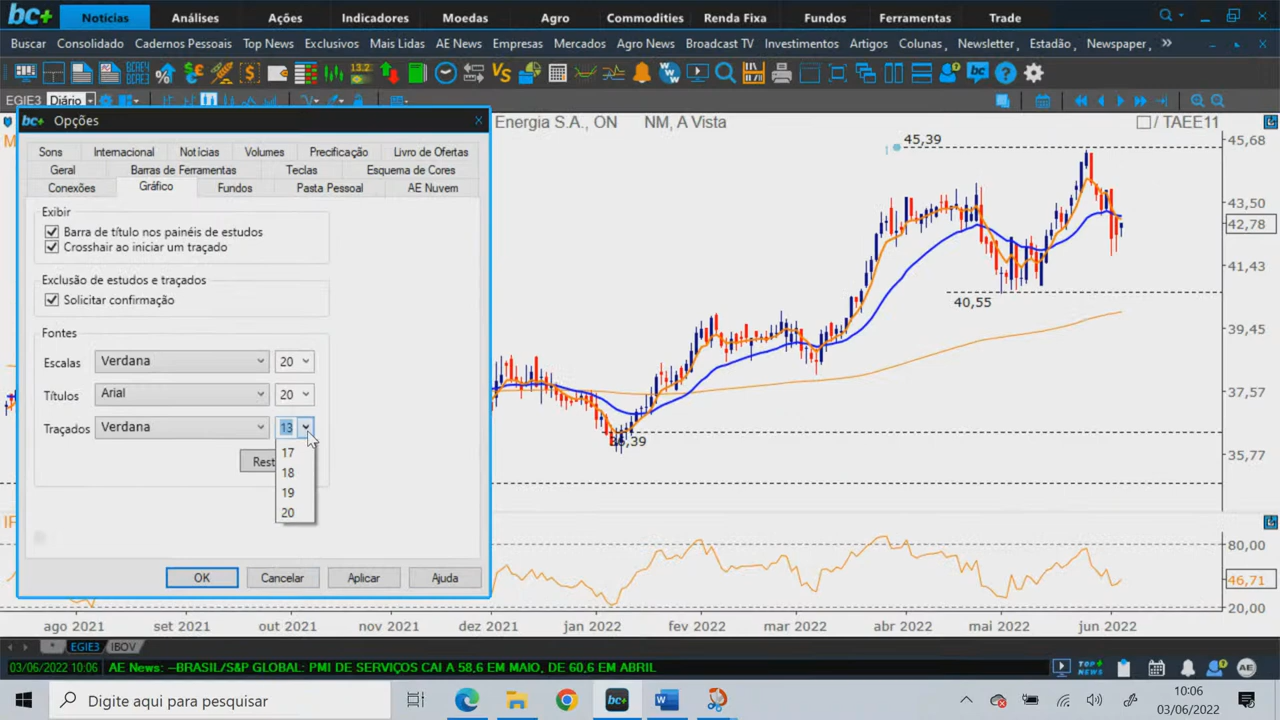 bc+ Notícias Análises Ações Indicadores Moedas Agro Commodities Renda Fixa Fundos Ferramentas Trade
Buscar Consolidado Cadernos Pessoais Top News Exclusivos Mais Lidas AE News Empresas Mercados Agro News Broadcast TV Investimentos Artigos Colunas Newsletter Estadão Newspaper »
EGIE3 Diário
bc+ Opções
Energia S.A., ON NM, A Vista
/ TAEE11
Sons Internacional Notícias Volumes Precificação Livro de Ofertas
Geral Barras de Ferramentas Teclas Esquema de Cores
Conexões Gráfico Fundos Pasta Pessoal AE Nuvem
Exibir
Barra de título nos painéis de estudos
Crosshair ao iniciar um traçado
Exclusão de estudos e traçados
Solicitar confirmação
Fontes
Escalas Verdana 20
Títulos Arial 20
Traçados Verdana 13
17
18
19
20
Rest
OK Cancelar Aplicar Ajuda
45,39
40,55
36,39
45,68
43,50
42,78
41,43
39,45
37,57
35,77
80,00
46,71
20,00
ago 2021 set 2021 out 2021 nov 2021 dez 2021 jan 2022 fev 2022 mar 2022 abr 2022 mai 2022 jun 2022
* EGIE3 IBOV
03/06/2022 10:06 AE News: --BRASIL/S&P GLOBAL: PMI DE SERVIÇOS CAI A 58,6 EM MAIO, DE 60,6 EM ABRIL
TOP NEWS AE
Digite aqui para pesquisar
10:06
03/06/2022